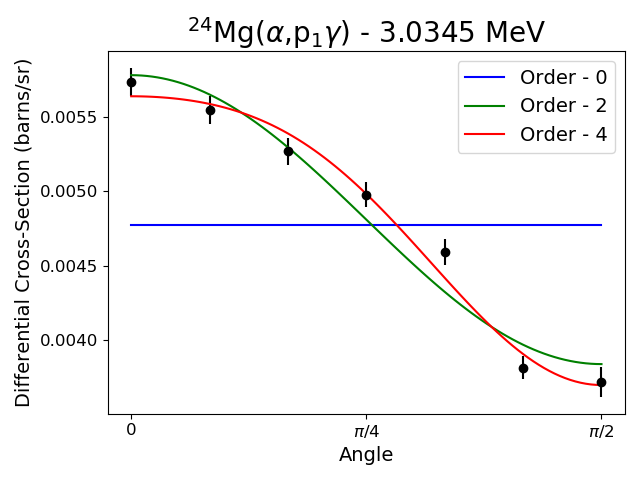 ²⁴Mg(α,p₁γ) - 3.0345 MeV
Order - 0
Order - 2
Order - 4
Differential Cross-Section (barns/sr)
0.0055
0.0050
0.0045
0.0040
0 π/4 π/2
Angle